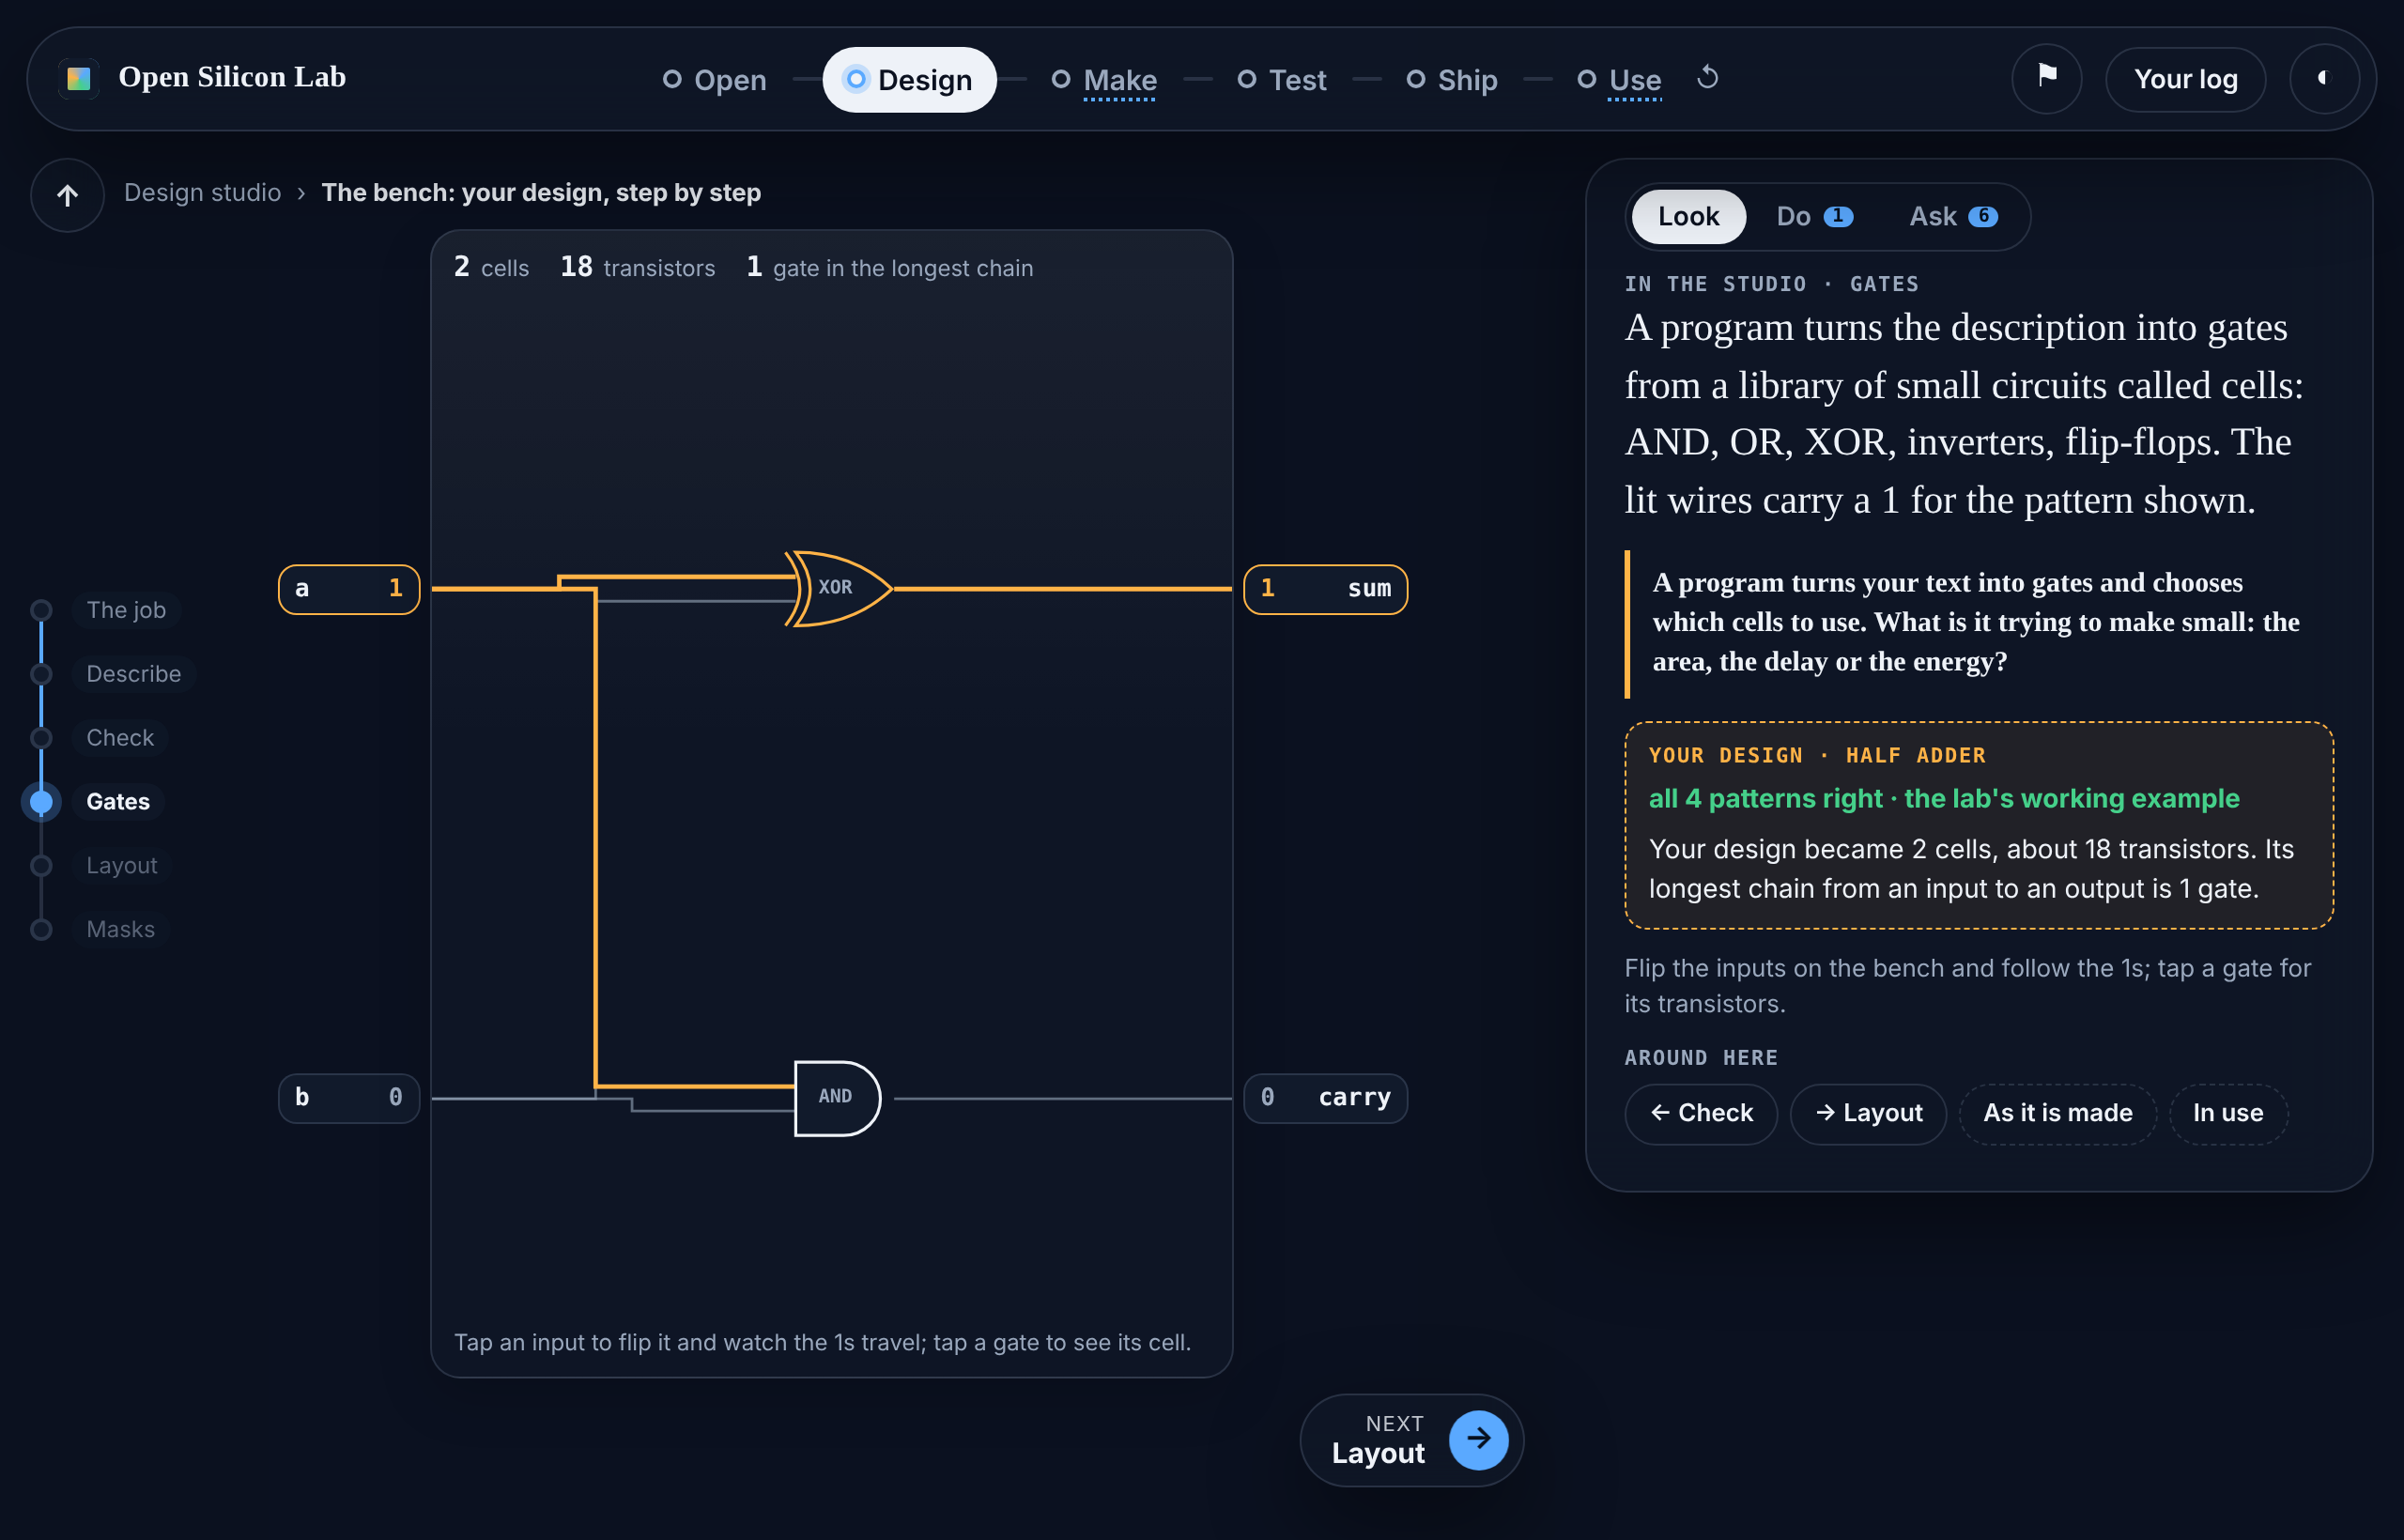 Open Silicon Lab
Open
Design
Make
Test
Ship
Use
Your log
Design studio › The bench: your design, step by step
2 cells 18 transistors 1 gate in the longest chain
The job
Describe
Check
Gates
Layout
Masks
a 1
XOR
1 sum
b 0
AND
0 carry
Tap an input to flip it and watch the 1s travel; tap a gate to see its cell.
NEXT
Layout
Look
Do 1
Ask 6
IN THE STUDIO · GATES
A program turns the description into gates
from a library of small circuits called cells:
AND, OR, XOR, inverters, flip-flops. The
lit wires carry a 1 for the pattern shown.
A program turns your text into gates and chooses
which cells to use. What is it trying to make small: the
area, the delay or the energy?
YOUR DESIGN · HALF ADDER
all 4 patterns right · the lab's working example
Your design became 2 cells, about 18 transistors. Its
longest chain from an input to an output is 1 gate.
Flip the inputs on the bench and follow the 1s; tap a gate for
its transistors.
AROUND HERE
← Check
→ Layout
As it is made
In use